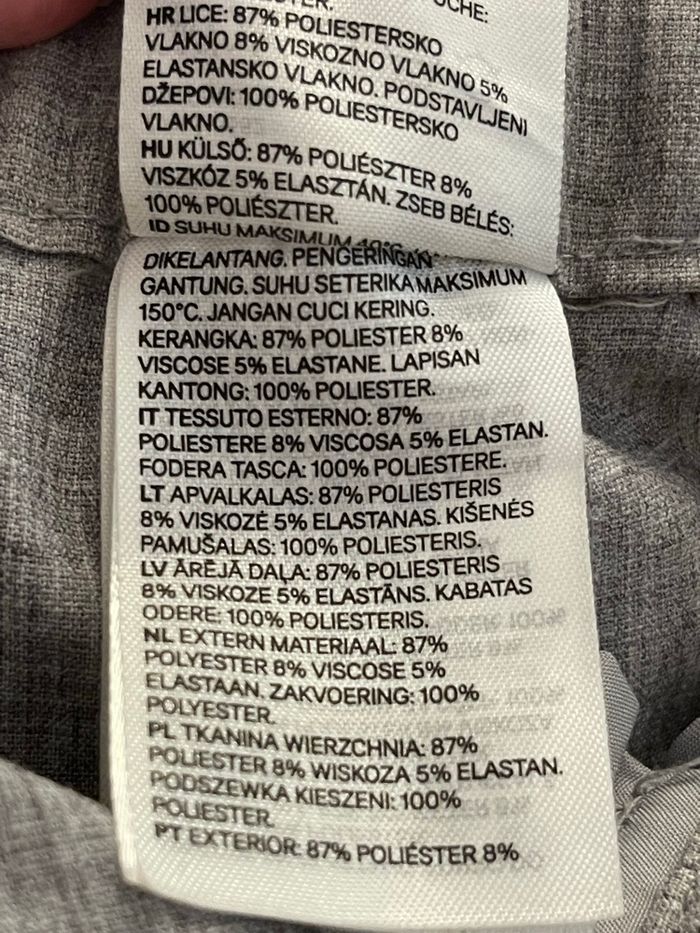 OCHE:
HR LICE: 87% POLIESTERSKO
VLAKNO 8% VISKOZNO VLAKNO 5%
ELASTANSKO VLAKNO. PODSTAVLJENI
DŽEPOVI: 100% POLIESTERSKO
VLAKNO.
HU KÜLSŐ: 87% POLIÉSZTER 8%
VISZKÓZ 5% ELASZTÁN. ZSEB BÉLÉS:
100% POLIÉSZTER.
ID SUHU MAKSIMUM 40°C
DIKELANTANG. PENGERINGAN
GANTUNG. SUHU SETERIKA MAKSIMUM
150°C. JANGAN CUCI KERING.
KERANGKA: 87% POLIESTER 8%
VISCOSE 5% ELASTANE. LAPISAN
KANTONG: 100% POLIESTER.
IT TESSUTO ESTERNO: 87%
POLIESTERE 8% VISCOSA 5% ELASTAN.
FODERA TASCA: 100% POLIESTERE.
LT APVALKALAS: 87% POLIESTERIS
8% VISKOZĖ 5% ELASTANAS. KIŠENĖS
PAMUŠALAS: 100% POLIESTERIS.
LV ĀRĒJĀ DAĻA: 87% POLIESTERIS
8% VISKOZE 5% ELASTĀNS. KABATAS
ODERE: 100% POLIESTERIS.
NL EXTERN MATERIAAL: 87%
POLYESTER 8% VISCOSE 5%
ELASTAAN. ZAKVOERING: 100%
POLYESTER.
PL TKANINA WIERZCHNIA: 87%
POLIESTER 8% WISKOZA 5% ELASTAN.
PODSZEWKA KIESZENI: 100%
POLIESTER.
PT EXTERIOR: 87% POLIÉSTER 8%